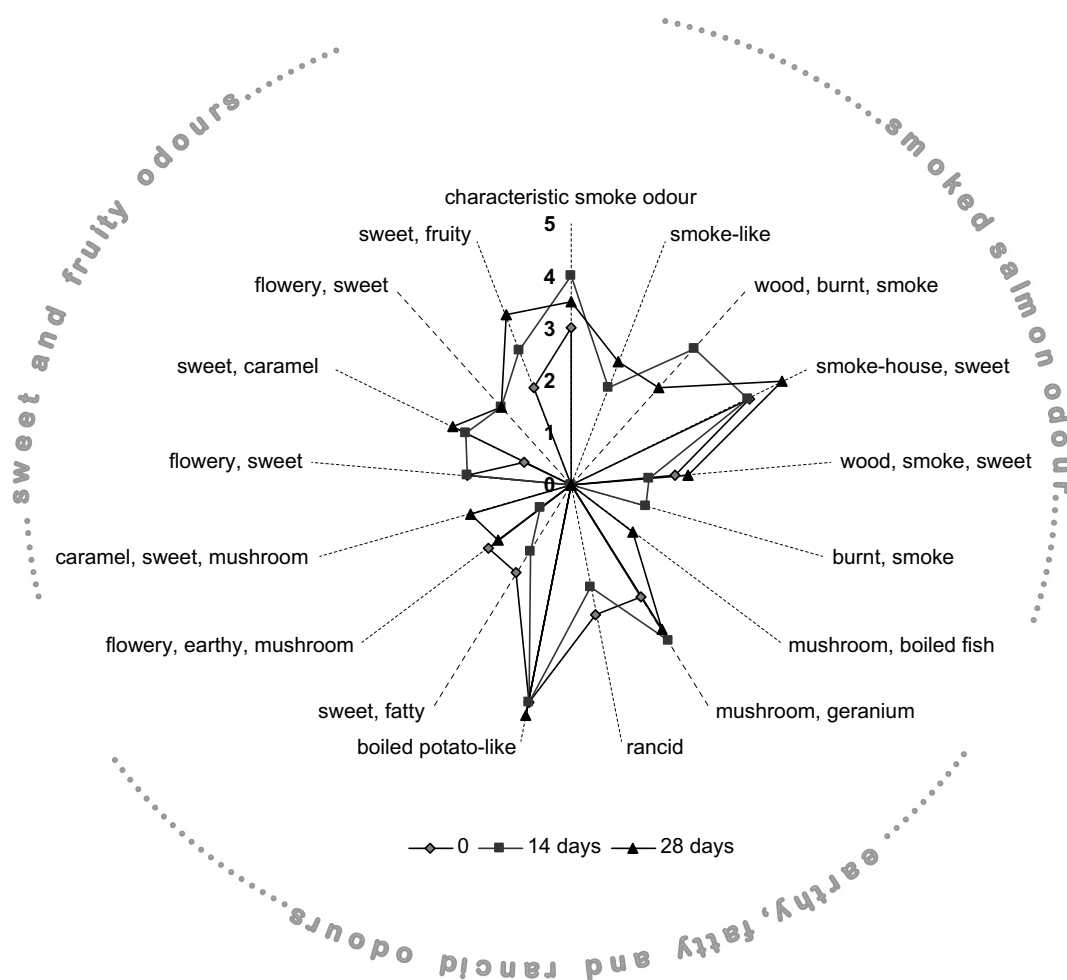 sweet and fruity odours
smoked salmon odour
characteristic smoke odour
5
sweet, fruity
smoke-like
4
flowery, sweet
wood, burnt, smoke
3
sweet, caramel
smoke-house, sweet
2
1
flowery, sweet
wood, smoke, sweet
0
caramel, sweet, mushroom
burnt, smoke
flowery, earthy, mushroom
mushroom, boiled fish
sweet, fatty
mushroom, geranium
boiled potato-like
rancid
0 14 days 28 days
earthy, fatty and rancid odours